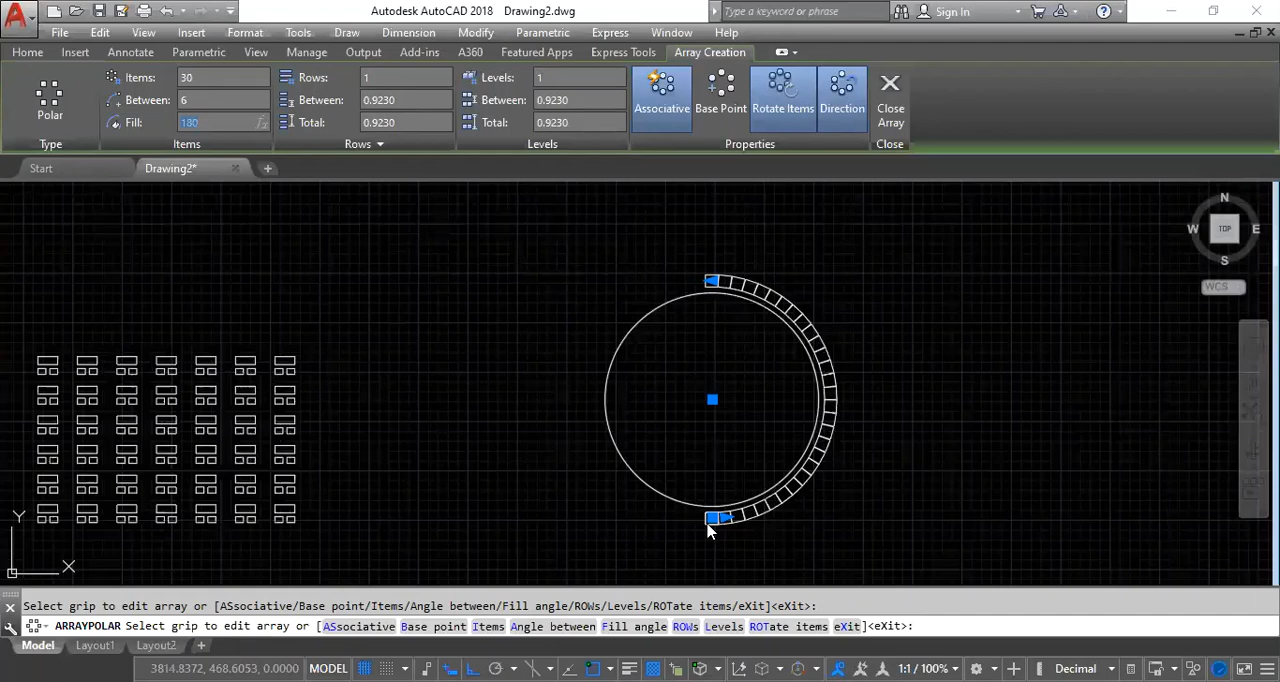 Autodesk AutoCAD 2018 Drawing2.dwg
Type a keyword or phrase
Sign In
File Edit View Insert Format Tools Draw Dimension Modify Parametric Express Window Help
Home Insert Annotate Parametric View Manage Output Add-ins A360 Featured Apps Express Tools Array Creation
Items: 30 Rows: 1 Levels: 1
Between: 6 Between: 0.9230 Between: 0.9230
Polar Associative Base Point Rotate Items Direction Close Array
Fill: 180 Total: 0.9230 Total: 0.9230
Type Items Rows Levels Properties Close
Start Drawing2*
N
W TOP E
S
WCS
Y
X
Select grip to edit array or [ASsociative/Base point/Items/Angle between/Fill angle/ROWs/Levels/ROTate items/eXit]<eXit>:
ARRAYPOLAR Select grip to edit array or [ASsociative Base point Items Angle between Fill angle ROWs Levels ROTate items eXit]<eXit>:
Model Layout1 Layout2 +
3814.8372, 468.6053, 0.0000 MODEL 1:1 / 100% Decimal